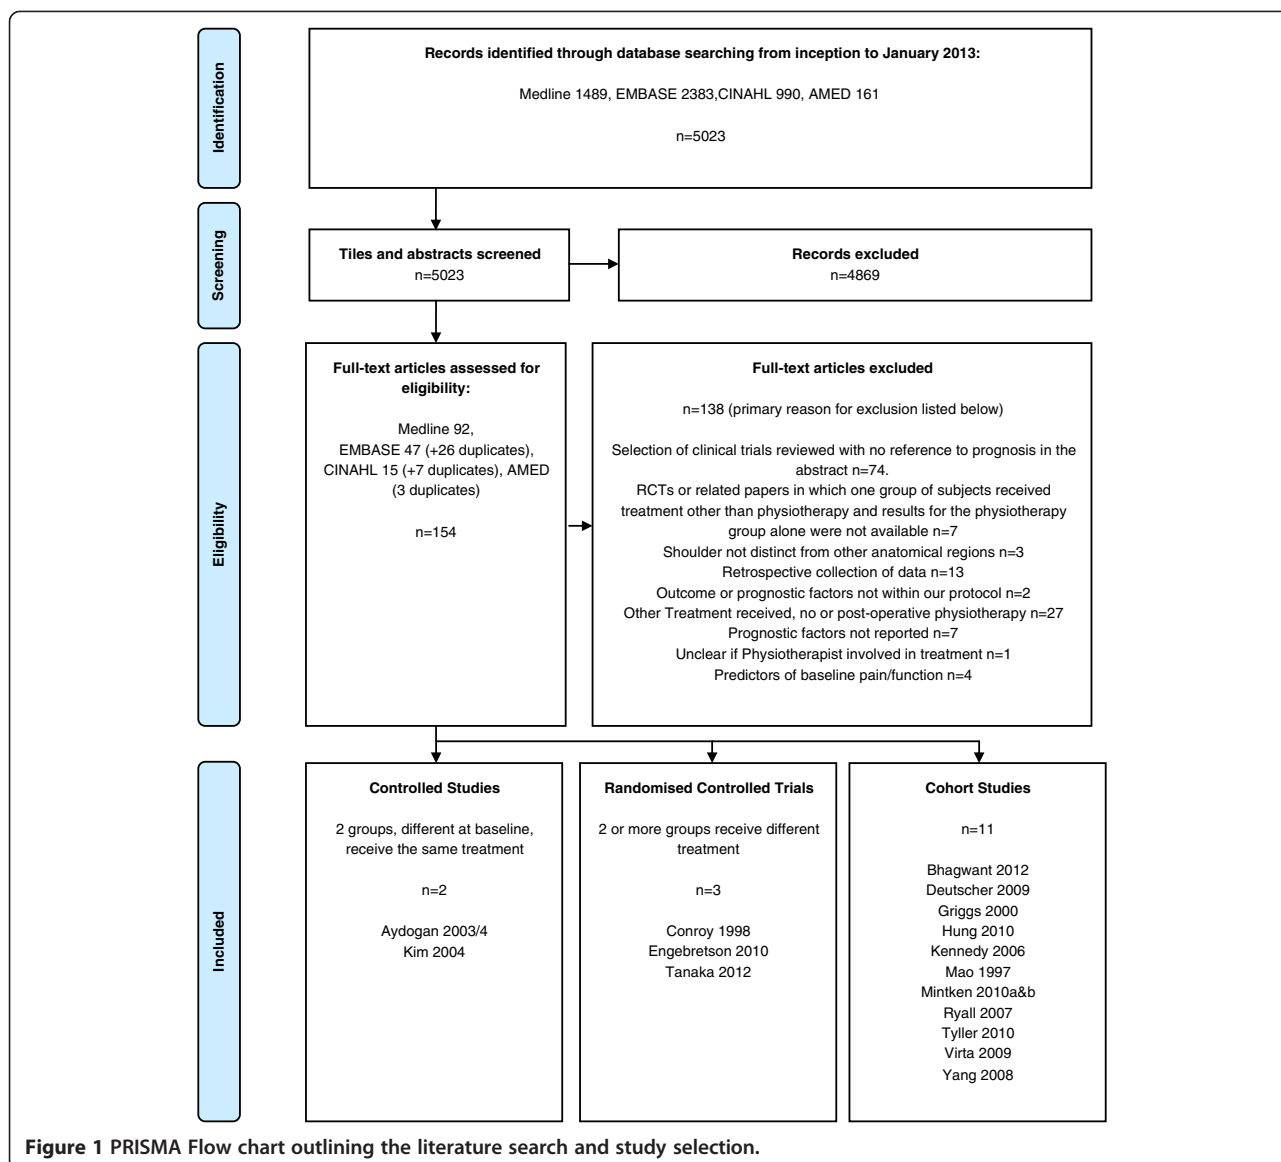 Identification
Records identified through database searching from inception to January 2013:
Medline 1489, EMBASE 2383,CINAHL 990, AMED 161
n=5023
Screening
Tiles and abstracts screened
n=5023
Records excluded
n=4869
Eligibility
Full-text articles assessed for
eligibility:
Medline 92,
EMBASE 47 (+26 duplicates),
CINAHL 15 (+7 duplicates), AMED
(3 duplicates)
n=154
Full-text articles excluded
n=138 (primary reason for exclusion listed below)
Selection of clinical trials reviewed with no reference to prognosis in the
abstract n=74.
RCTs or related papers in which one group of subjects received
treatment other than physiotherapy and results for the physiotherapy
group alone were not available n=7
Shoulder not distinct from other anatomical regions n=3
Retrospective collection of data n=13
Outcome or prognostic factors not within our protocol n=2
Other Treatment received, no or post-operative physiotherapy n=27
Prognostic factors not reported n=7
Unclear if Physiotherapist involved in treatment n=1
Predictors of baseline pain/function n=4
Included
Controlled Studies
2 groups, different at baseline,
receive the same treatment
n=2
Aydogan 2003/4
Kim 2004
Randomised Controlled Trials
2 or more groups receive different
treatment
n=3
Conroy 1998
Engebretson 2010
Tanaka 2012
Cohort Studies
n=11
Bhagwant 2012
Deutscher 2009
Griggs 2000
Hung 2010
Kennedy 2006
Mao 1997
Mintken 2010a&b
Ryall 2007
Tyller 2010
Virta 2009
Yang 2008
Figure 1 PRISMA Flow chart outlining the literature search and study selection.